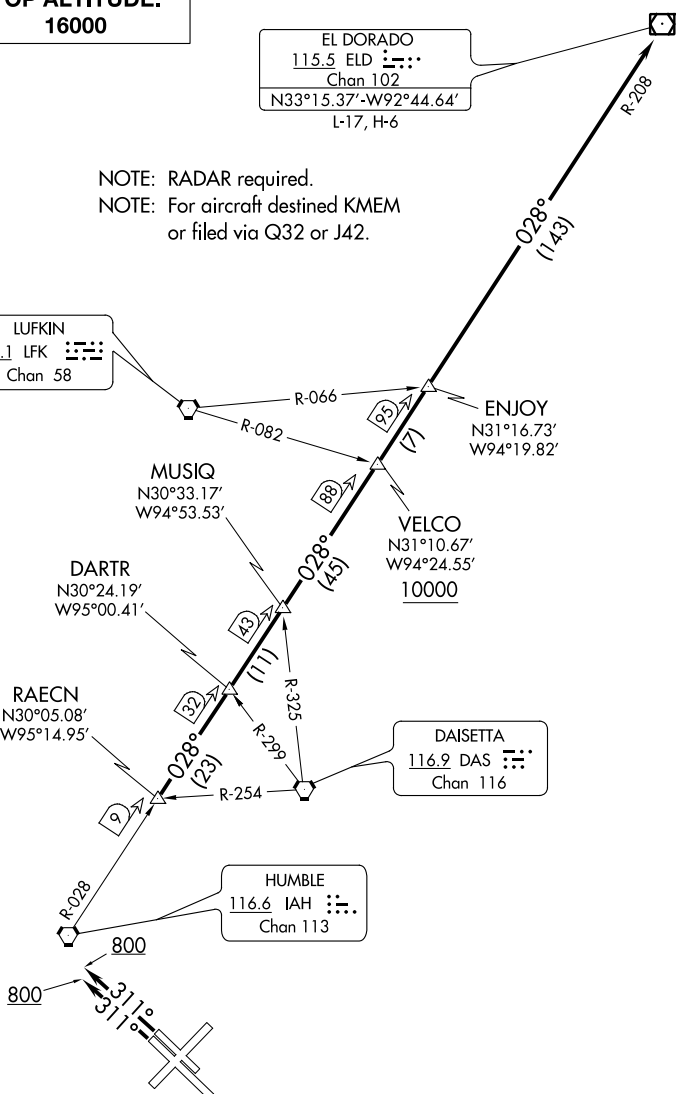 OP ALTITUDE:
16000
EL DORADO
115.5 ELD
Chan 102
N33°15.37'-W92°44.64'
L-17, H-6
R-208
NOTE: RADAR required.
NOTE: For aircraft destined KMEM
or filed via Q32 or J42.
028°
(143)
LUFKIN
.1 LFK
Chan 58
R-066
R-082
95
(7)
ENJOY
N31°16.73'
W94°19.82'
88
VELCO
N31°10.67'
W94°24.55'
10000
MUSIQ
N30°33.17'
W94°53.53'
028°
(45)
DARTR
N30°24.19'
W95°00.41'
43
(11)
R-325
32
R-299
RAECN
N30°05.08'
W95°14.95'
028°
(23)
DAISETTA
116.9 DAS
Chan 116
R-254
9
R-028
HUMBLE
116.6 IAH
Chan 113
800
800
311°
311°